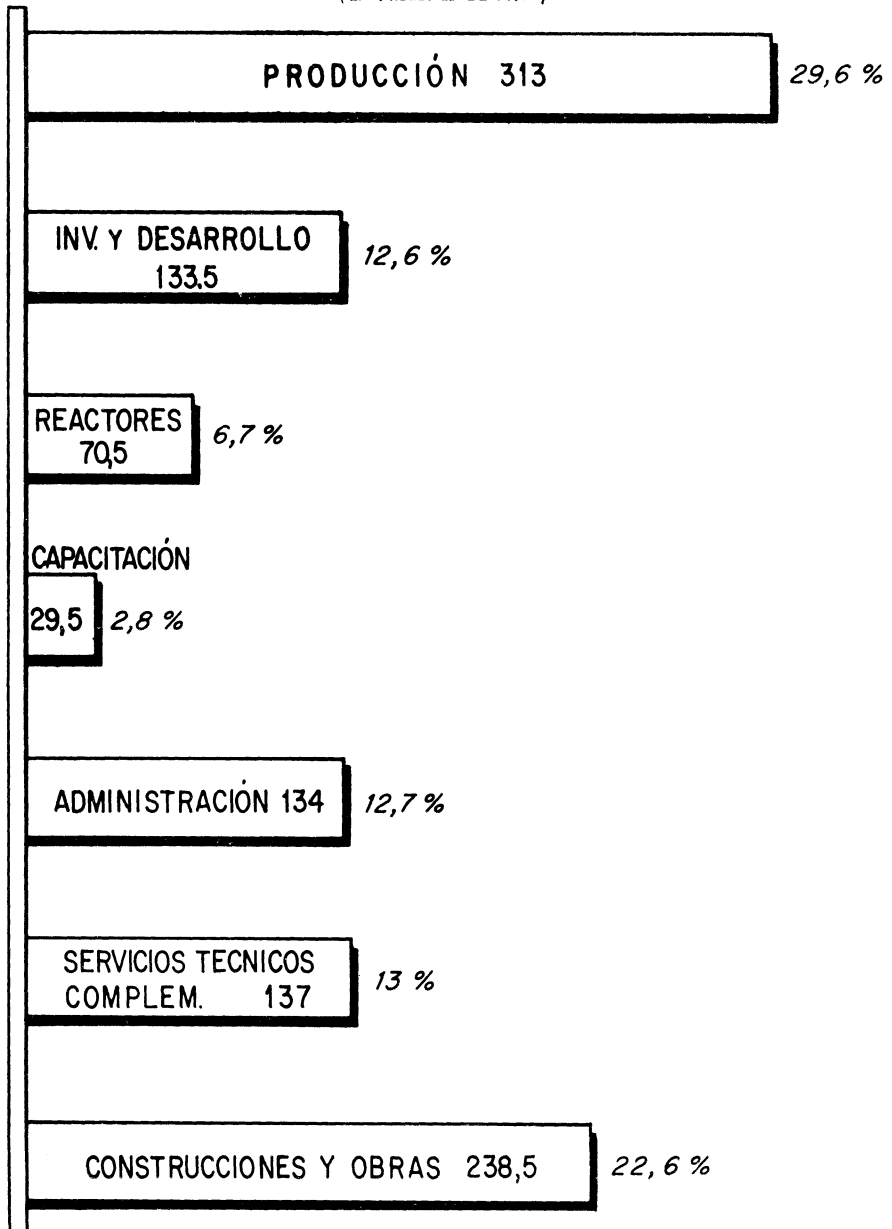 PRODUCCIÓN 313
29,6 %
INV. Y DESARROLLO
133,5
12,6 %
REACTORES
70,5
6,7 %
CAPACITACIÓN
29,5
2,8 %
ADMINISTRACIÓN 134
12,7 %
SERVICIOS TECNICOS
COMPLEM. 137
13 %
CONSTRUCCIONES Y OBRAS 238,5
22,6 %